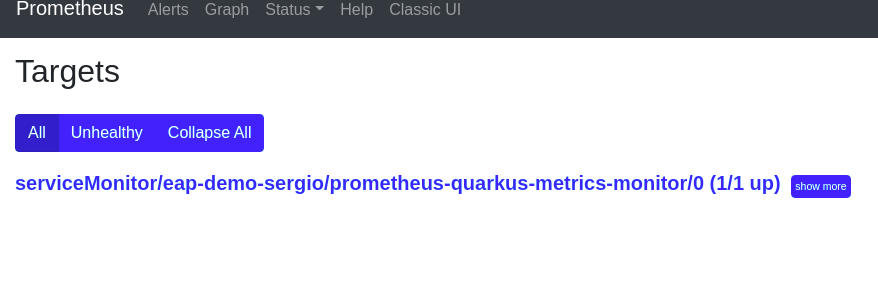 Prometheus Alerts Graph Status Help Classic UI
Targets
All Unhealthy Collapse All
serviceMonitor/eap-demo-sergio/prometheus-quarkus-metrics-monitor/0 (1/1 up) show more